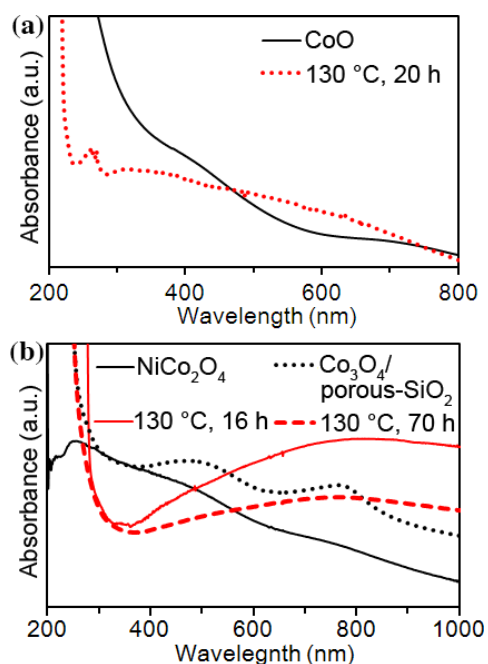 (a)
CoO
130 °C, 20 h
Absorbance (a.u.)
200 400 600 800
Wavelength (nm)
(b)
NiCo2O4
Co3O4/
porous-SiO2
130 °C, 16 h
130 °C, 70 h
Absorbance (a.u.)
200 400 600 800 1000
Wavelegnth (nm)